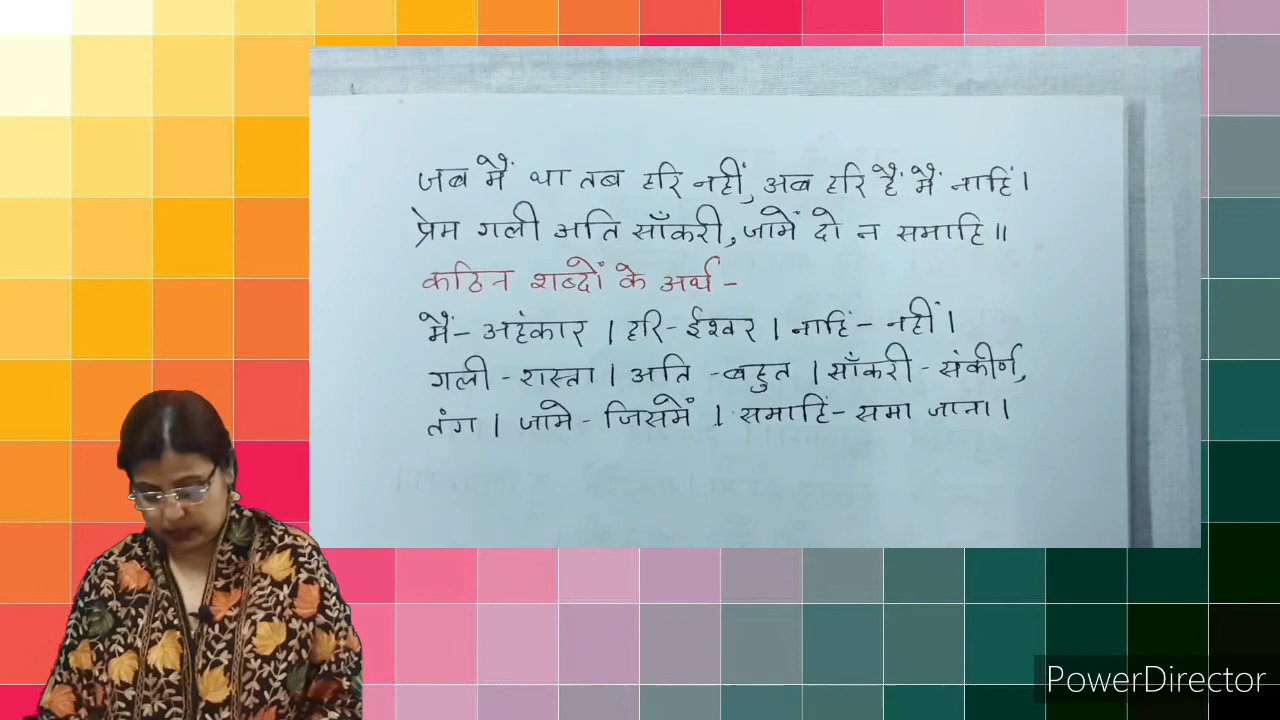 जब मैं था तब हरि नहीं, अब हरि हैं मैं नाहिं।
प्रेम गली अति साँकरी, जामें दो न समाहि॥
कठिन शब्दों के अर्थ -
मैं - अहंकार । हरि - ईश्वर । नाहिं - नहीं ।
गली - रास्ता । अति - बहुत । साँकरी - संकीर्ण,
तंग । जामे - जिसमें । समाहिं - समा जाना ।
PowerDirector